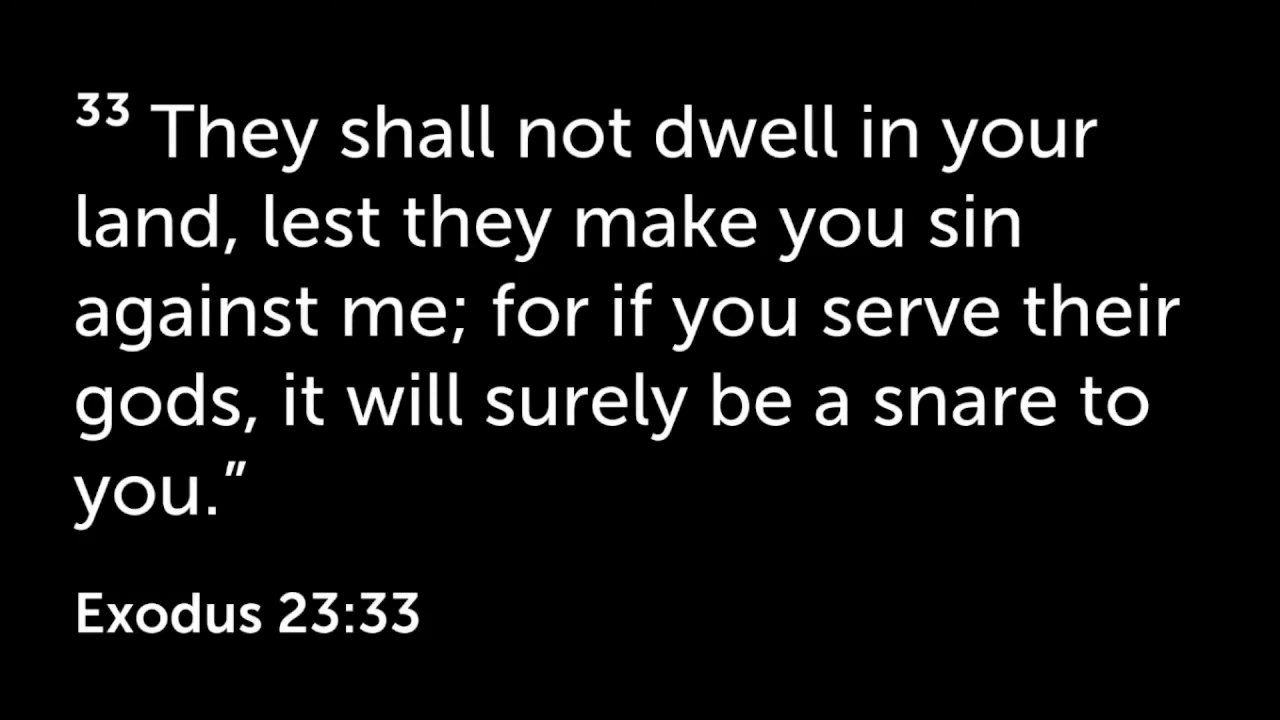 ³³ They shall not dwell in your
land, lest they make you sin
against me; for if you serve their
gods, it will surely be a snare to
you.”
Exodus 23:33